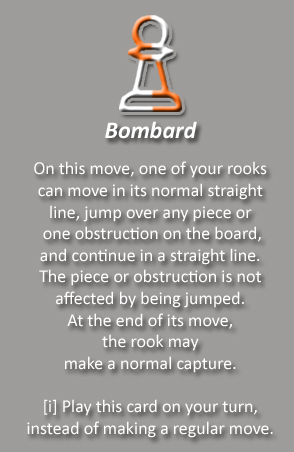 Bombard
On this move, one of your rooks
can move in its normal straight
line, jump over any piece or
one obstruction on the board,
and continue in a straight line.
The piece or obstruction is not
affected by being jumped.
At the end of its move,
the rook may
make a normal capture.
[i] Play this card on your turn,
instead of making a regular move.